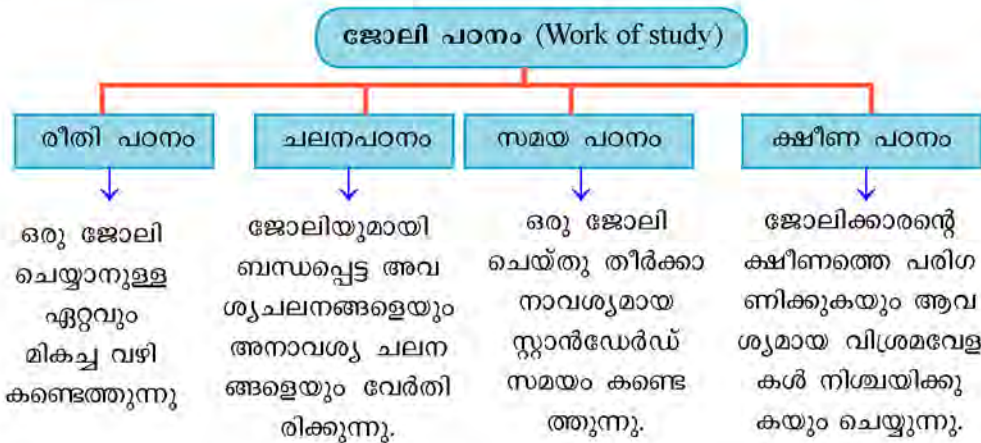 ജോലി പഠനം (Work of study)
രീതി പഠനം
ഒരു ജോലി
ചെയ്യാനുള്ള
ഏറ്റവും
മികച്ച വഴി
കണ്ടെത്തുന്നു
ചലനപഠനം
ജോലിയുമായി
ബന്ധപ്പെട്ട അവ
ശ്യചലനങ്ങളെയും
അനാവശ്യ ചലന
ങ്ങളെയും വേർതി
രിക്കുന്നു.
സമയ പഠനം
ഒരു ജോലി
ചെയ്തു തീർക്കാ
നാവശ്യമായ
സ്റ്റാൻഡേർഡ്
സമയം കണ്ടെ
ത്തുന്നു.
ക്ഷീണ പഠനം
ജോലിക്കാരന്റെ
ക്ഷീണത്തെ പരിഗ
ണിക്കുകയും ആവ
ശ്യമായ വിശ്രമവേള
കൾ നിശ്ചയിക്കു
കയും ചെയ്യുന്നു.